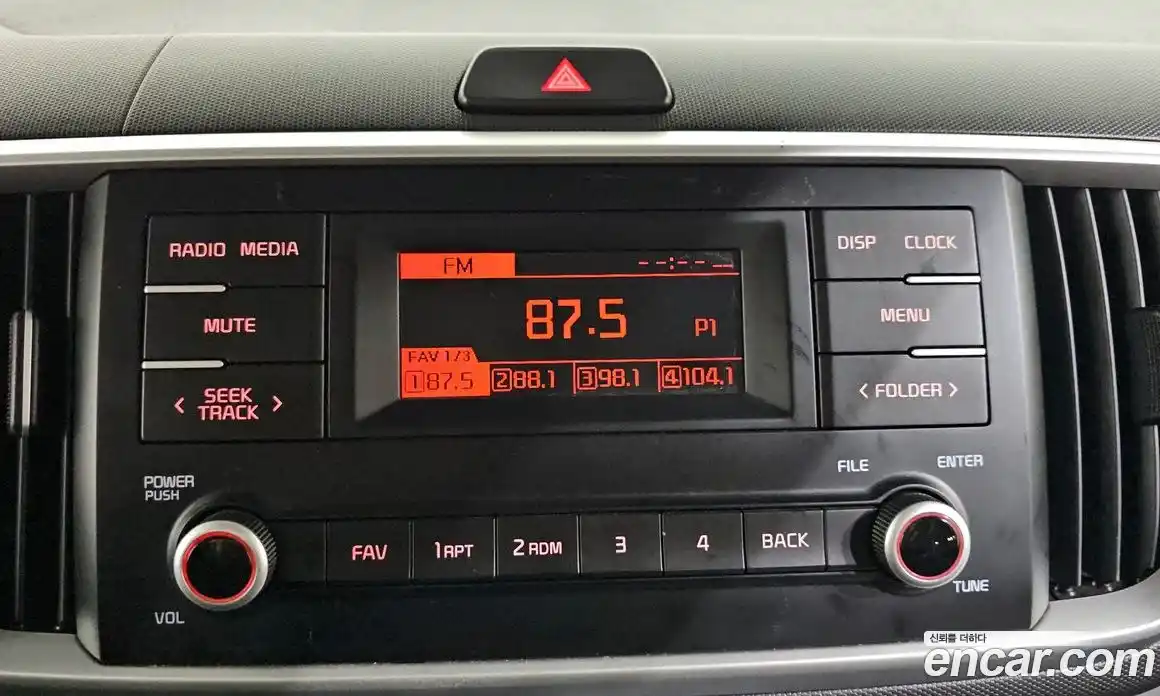 RADIO MEDIA
DISP CLOCK
FM --:--
MUTE
87.5 P1
MENU
FAV 1/3
1 87.5 2 88.1 3 98.1 4 104.1
< SEEK TRACK >
< FOLDER >
POWER
PUSH
FILE
ENTER
FAV 1 RPT 2 RDM 3 4 BACK
VOL
TUNE
신뢰를 더하다
encar.com